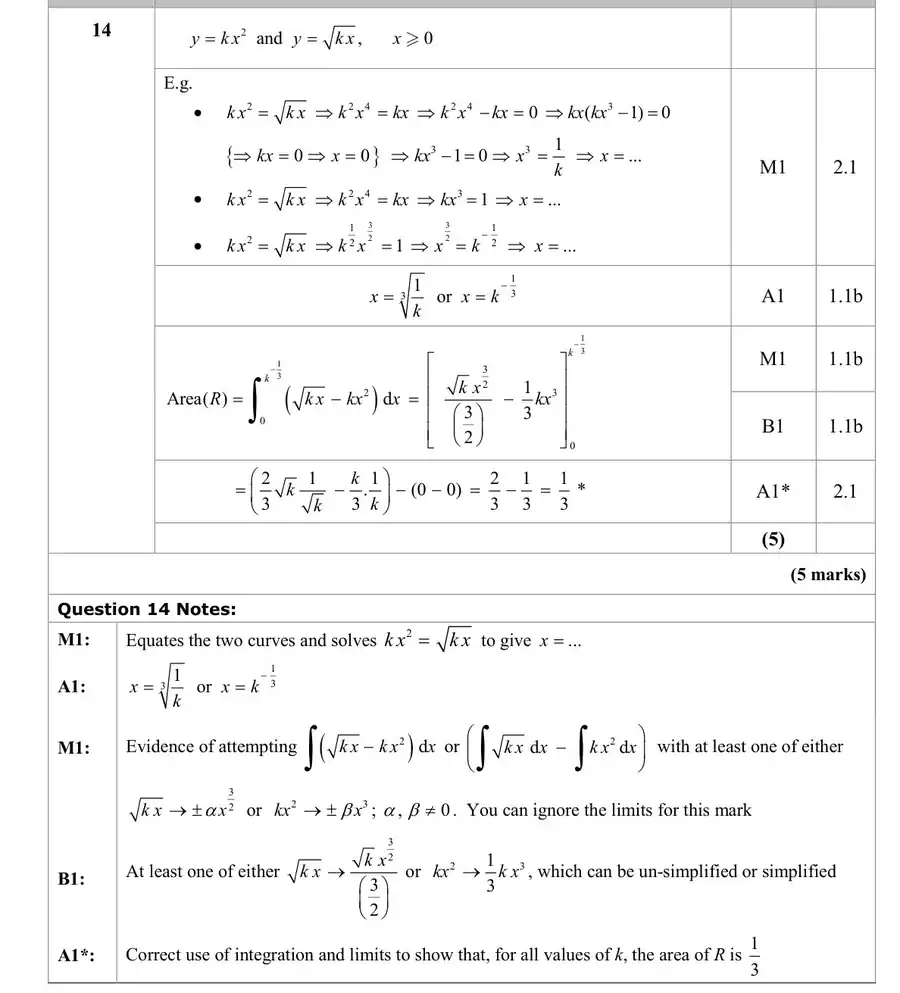 14
y = kx² and y = √(kx), x ⩾ 0
E.g.
• kx² = √(kx) ⇒ k²x⁴ = kx ⇒ k²x⁴ − kx = 0 ⇒ kx(kx³ − 1) = 0
{⇒ kx = 0 ⇒ x = 0} ⇒ kx³ − 1 = 0 ⇒ x³ = 1/k ⇒ x = ...
• kx² = √(kx) ⇒ k²x⁴ = kx ⇒ kx³ = 1 ⇒ x = ...
• kx² = √(kx) ⇒ k^(1/2) x^(3/2) = 1 ⇒ x^(3/2) = k^(−1/2) ⇒ x = ...
M1 2.1
x = ∛(1/k) or x = k^(−1/3) A1 1.1b
Area(R) = ∫₀^(k^(−1/3)) (√(kx) − kx²) dx = [ √k x^(3/2) / (3/2) − 1/3 kx³ ]₀^(k^(−1/3))
M1 1.1b
B1 1.1b
= (2/3 √k 1/√k − k/3 . 1/k) − (0 − 0) = 2/3 − 1/3 = 1/3 * A1* 2.1
(5)
(5 marks)
Question 14 Notes:
M1: Equates the two curves and solves kx² = √(kx) to give x = ...
A1: x = ∛(1/k) or x = k^(−1/3)
M1: Evidence of attempting ∫(√(kx) − kx²) dx or (∫√(kx) dx − ∫kx² dx) with at least one of either
√(kx) → ±αx^(3/2) or kx² → ±βx³; α, β ≠ 0. You can ignore the limits for this mark
B1: At least one of either √(kx) → √k x^(3/2) / (3/2) or kx² → 1/3 kx³, which can be un-simplified or simplified
A1*: Correct use of integration and limits to show that, for all values of k, the area of R is 1/3